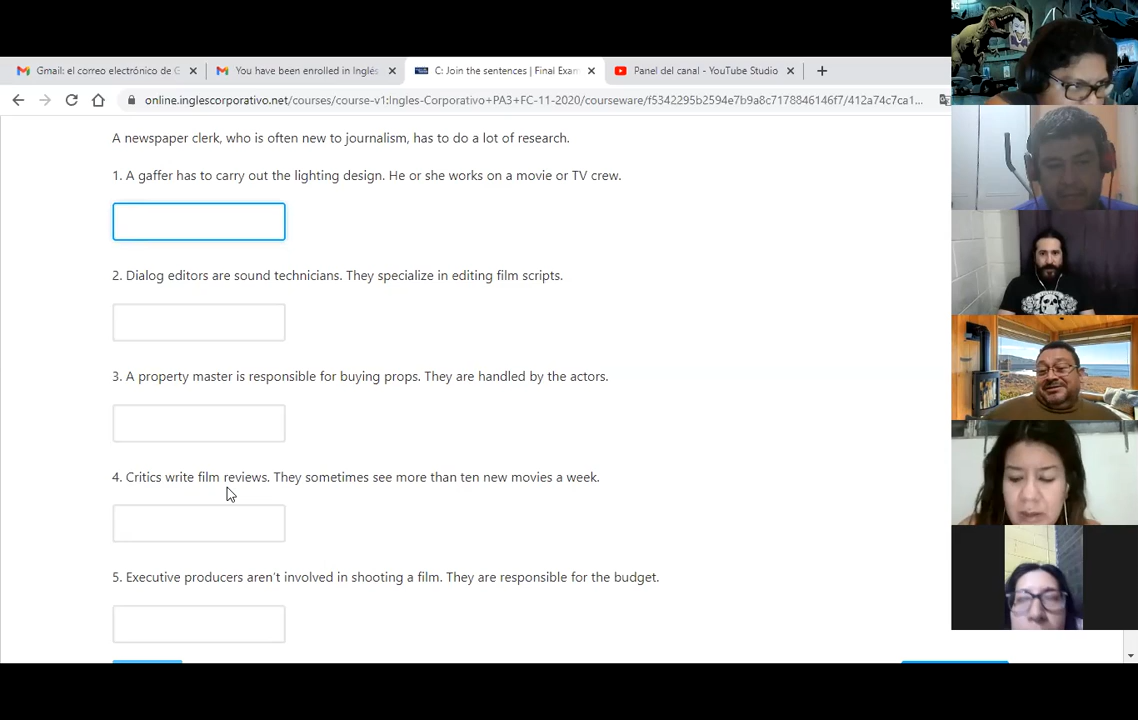 Gmail: el correo electrónico de G
You have been enrolled in Inglés
C: Join the sentences | Final Exam
Panel del canal - YouTube Studio
online.inglescorporativo.net/courses/course-v1:Ingles-Corporativo+PA3+FC-11-2020/courseware/f5342295b2594e7b9a8c7178846146f7/412a74c7ca1...
A newspaper clerk, who is often new to journalism, has to do a lot of research.
1. A gaffer has to carry out the lighting design. He or she works on a movie or TV crew.
2. Dialog editors are sound technicians. They specialize in editing film scripts.
3. A property master is responsible for buying props. They are handled by the actors.
4. Critics write film reviews. They sometimes see more than ten new movies a week.
5. Executive producers aren't involved in shooting a film. They are responsible for the budget.